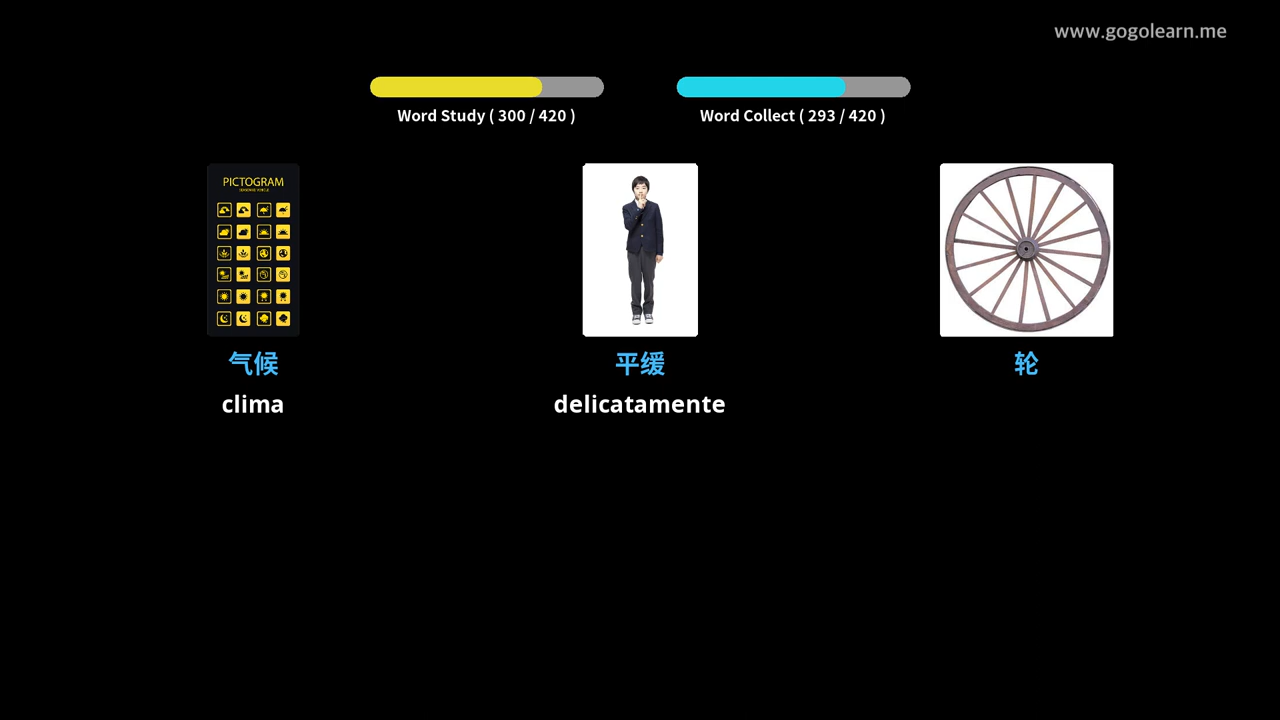 www.gogolearn.me
Word Study ( 300 / 420 )
Word Collect ( 293 / 420 )
PICTOGRAM
气候
平缓
轮
clima
delicatamente